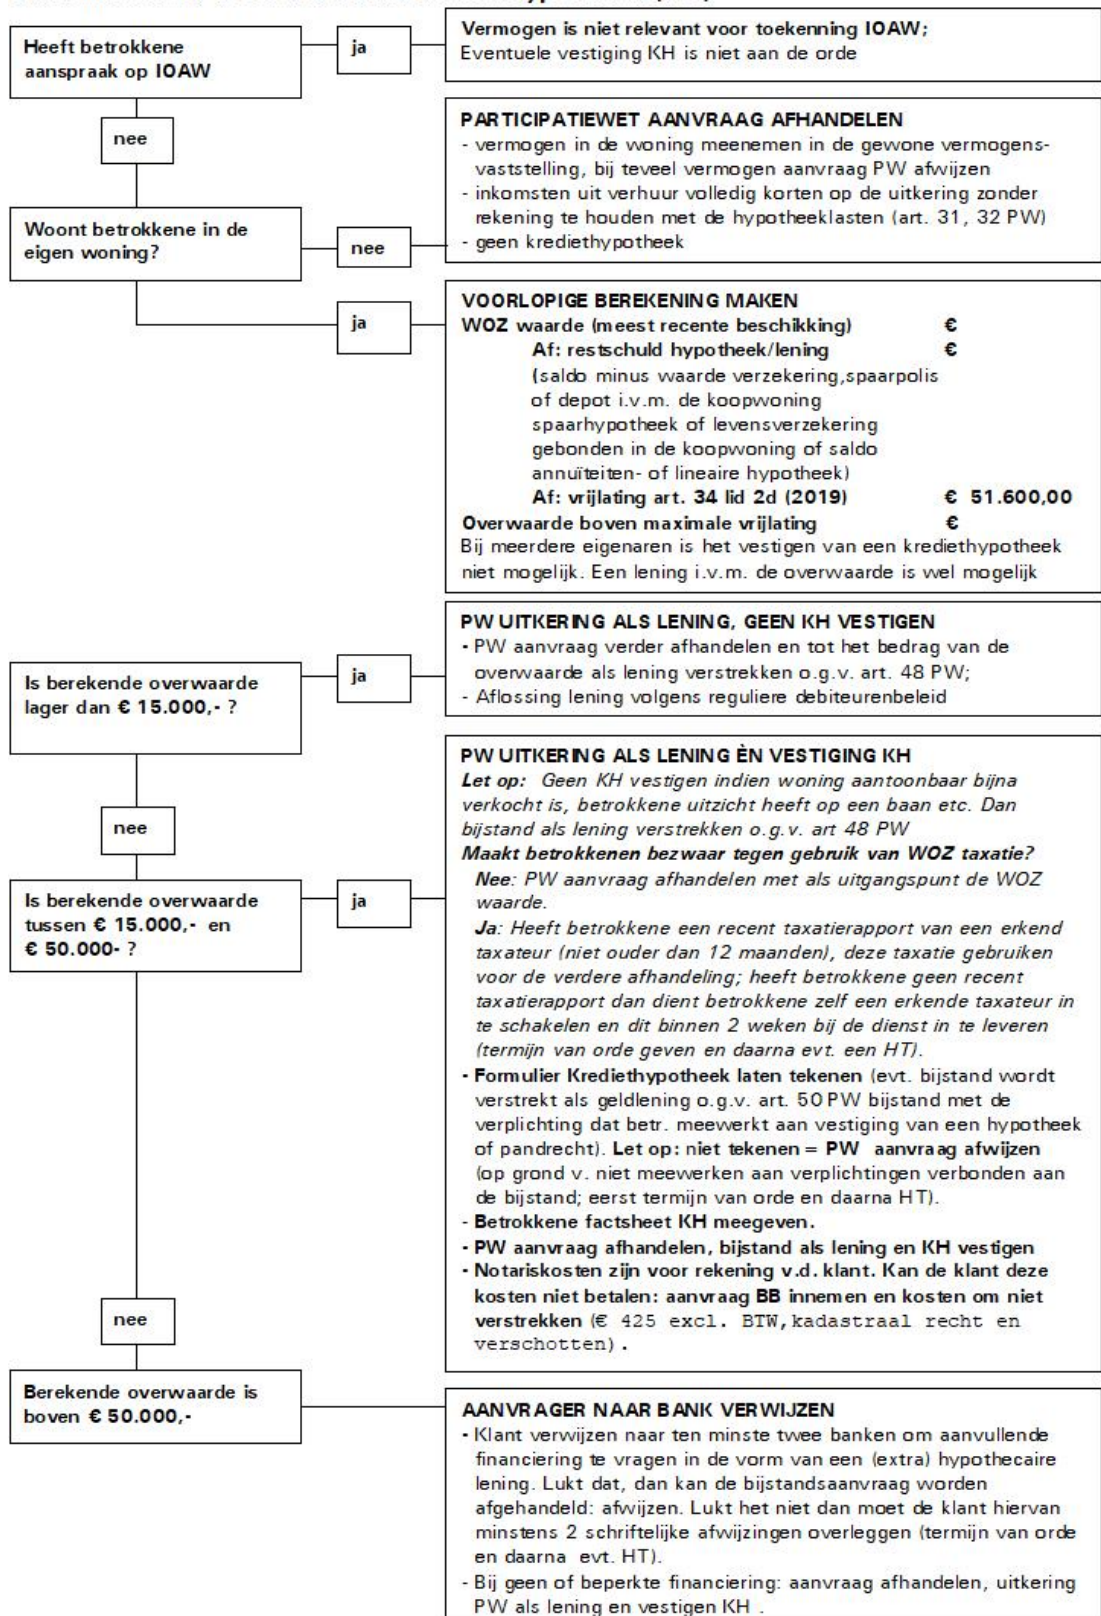 Heeft betrokkene
aanspraak op IOAW
ja
Vermogen is niet relevant voor toekenning IOAW;
Eventuele vestiging KH is niet aan de orde
nee
PARTICIPATIEWET AANVRAAG AFHANDELEN
- vermogen in de woning meenemen in de gewone vermogens-
vaststelling, bij teveel vermogen aanvraag PW afwijzen
- inkomsten uit verhuur volledig korten op de uitkering zonder
rekening te houden met de hypotheeklasten (art. 31, 32 PW)
- geen krediethypotheek
Woont betrokkene in de
eigen woning?
nee
ja
VOORLOPIGE BEREKENING MAKEN
WOZ waarde (meest recente beschikking) €
Af: restschuld hypotheek/lening €
(saldo minus waarde verzekering,spaarpolis
of depot i.v.m. de koopwoning
spaarhypotheek of levensverzekering
gebonden in de koopwoning of saldo
annuïteiten- of lineaire hypotheek)
Af: vrijlating art. 34 lid 2d (2019) € 51.600,00
Overwaarde boven maximale vrijlating €
Bij meerdere eigenaren is het vestigen van een krediethypotheek
niet mogelijk. Een lening i.v.m. de overwaarde is wel mogelijk
Is berekende overwaarde
lager dan € 15.000,- ?
ja
PW UITKERING ALS LENING, GEEN KH VESTIGEN
- PW aanvraag verder afhandelen en tot het bedrag van de
overwaarde als lening verstrekken o.g.v. art. 48 PW;
- Aflossing lening volgens reguliere debiteurenbeleid
nee
Is berekende overwaarde
tussen € 15.000,- en
€ 50.000- ?
ja
PW UITKERING ALS LENING ÈN VESTIGING KH
Let op: Geen KH vestigen indien woning aantoonbaar bijna
verkocht is, betrokkene uitzicht heeft op een baan etc. Dan
bijstand als lening verstrekken o.g.v. art 48 PW
Maakt betrokkenen bezwaar tegen gebruik van WOZ taxatie?
Nee: PW aanvraag afhandelen met als uitgangspunt de WOZ
waarde.
Ja: Heeft betrokkene een recent taxatierapport van een erkend
taxateur (niet ouder dan 12 maanden), deze taxatie gebruiken
voor de verdere afhandeling; heeft betrokkene geen recent
taxatierapport dan dient betrokkene zelf een erkende taxateur in
te schakelen en dit binnen 2 weken bij de dienst in te leveren
(termijn van orde geven en daarna evt. een HT).
- Formulier Krediethypotheek laten tekenen (evt. bijstand wordt
verstrekt als geldlening o.g.v. art. 50 PW bijstand met de
verplichting dat betr. meewerkt aan vestiging van een hypotheek
of pandrecht). Let op: niet tekenen = PW aanvraag afwijzen
(op grond v. niet meewerken aan verplichtingen verbonden aan
de bijstand; eerst termijn van orde en daarna HT).
- Betrokkene factsheet KH meegeven.
- PW aanvraag afhandelen, bijstand als lening en KH vestigen
- Notariskosten zijn voor rekening v.d. klant. Kan de klant deze
kosten niet betalen: aanvraag BB innemen en kosten om niet
verstrekken (€ 425 excl. BTW,kadastraal recht en
verschotten).
nee
Berekende overwaarde is
boven € 50.000,-
AANVRAGER NAAR BANK VERWIJZEN
- Klant verwijzen naar ten minste twee banken om aanvullende
financiering te vragen in de vorm van een (extra) hypothecaire
lening. Lukt dat, dan kan de bijstandsaanvraag worden
afgehandeld: afwijzen. Lukt het niet dan moet de klant hiervan
minstens 2 schriftelijke afwijzingen overleggen (termijn van orde
en daarna evt. HT).
- Bij geen of beperkte financiering: aanvraag afhandelen, uitkering
PW als lening en vestigen KH .